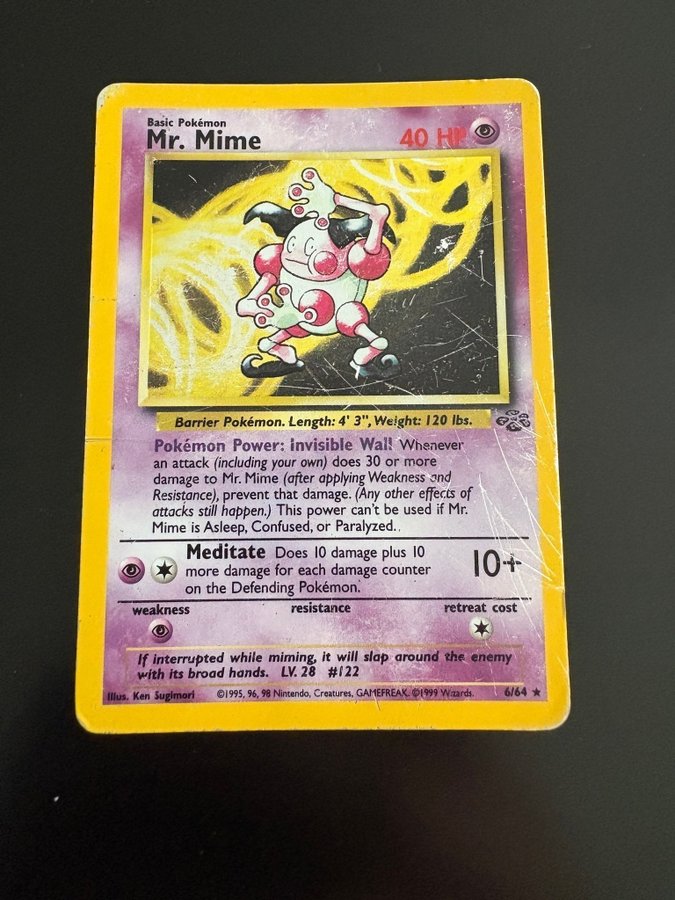 Basic Pokémon
Mr. Mime 40 HP
Barrier Pokémon. Length: 4' 3", Weight: 120 lbs.
Pokémon Power: Invisible Wall Whenever
an attack (including your own) does 30 or more
damage to Mr. Mime (after applying Weakness and
Resistance), prevent that damage. (Any other effects of
attacks still happen.) This power can't be used if Mr.
Mime is Asleep, Confused, or Paralyzed.
Meditate Does 10 damage plus 10
more damage for each damage counter
on the Defending Pokémon.
10+
weakness resistance retreat cost
If interrupted while miming, it will slap around the enemy
with its broad hands. LV. 28 #122
Illus. Ken Sugimori ©1995, 96, 98 Nintendo, Creatures, GAMEFREAK. ©1999 Wizards. 6/64 ★